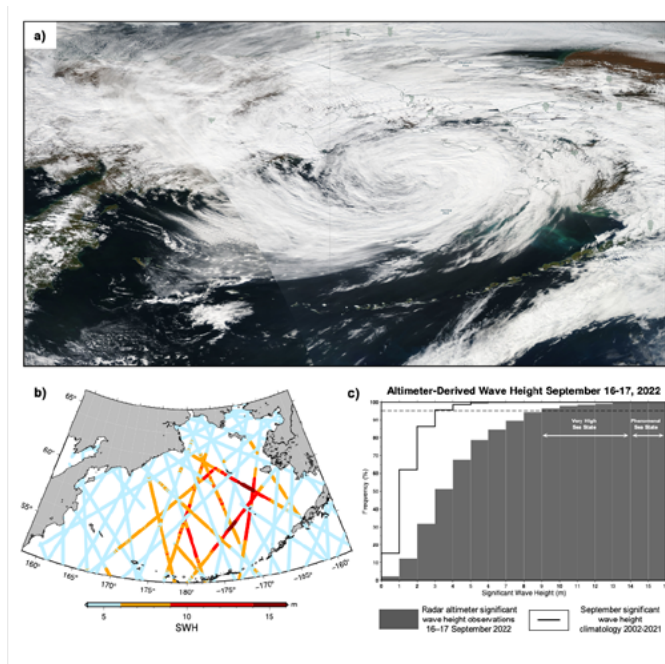 a)
b)
65°
60°
55°
160°
165°
170°
175°
180°
-175°
-170°
-165°
-160°
5
10
15
m
SWH
c)
Altimeter-Derived Wave Height September 16-17, 2022
100
90
80
70
60
50
40
30
20
10
0
Frequency (%)
Very High
Sea State
Phenomenal
Sea State
0 1 2 3 4 5 6 7 8 9 10 11 12 13 14 15
Significant Wave Height (m)
Radar altimeter significant
wave height observations
16–17 September 2022
September significant
wave height
climatology 2002-2021